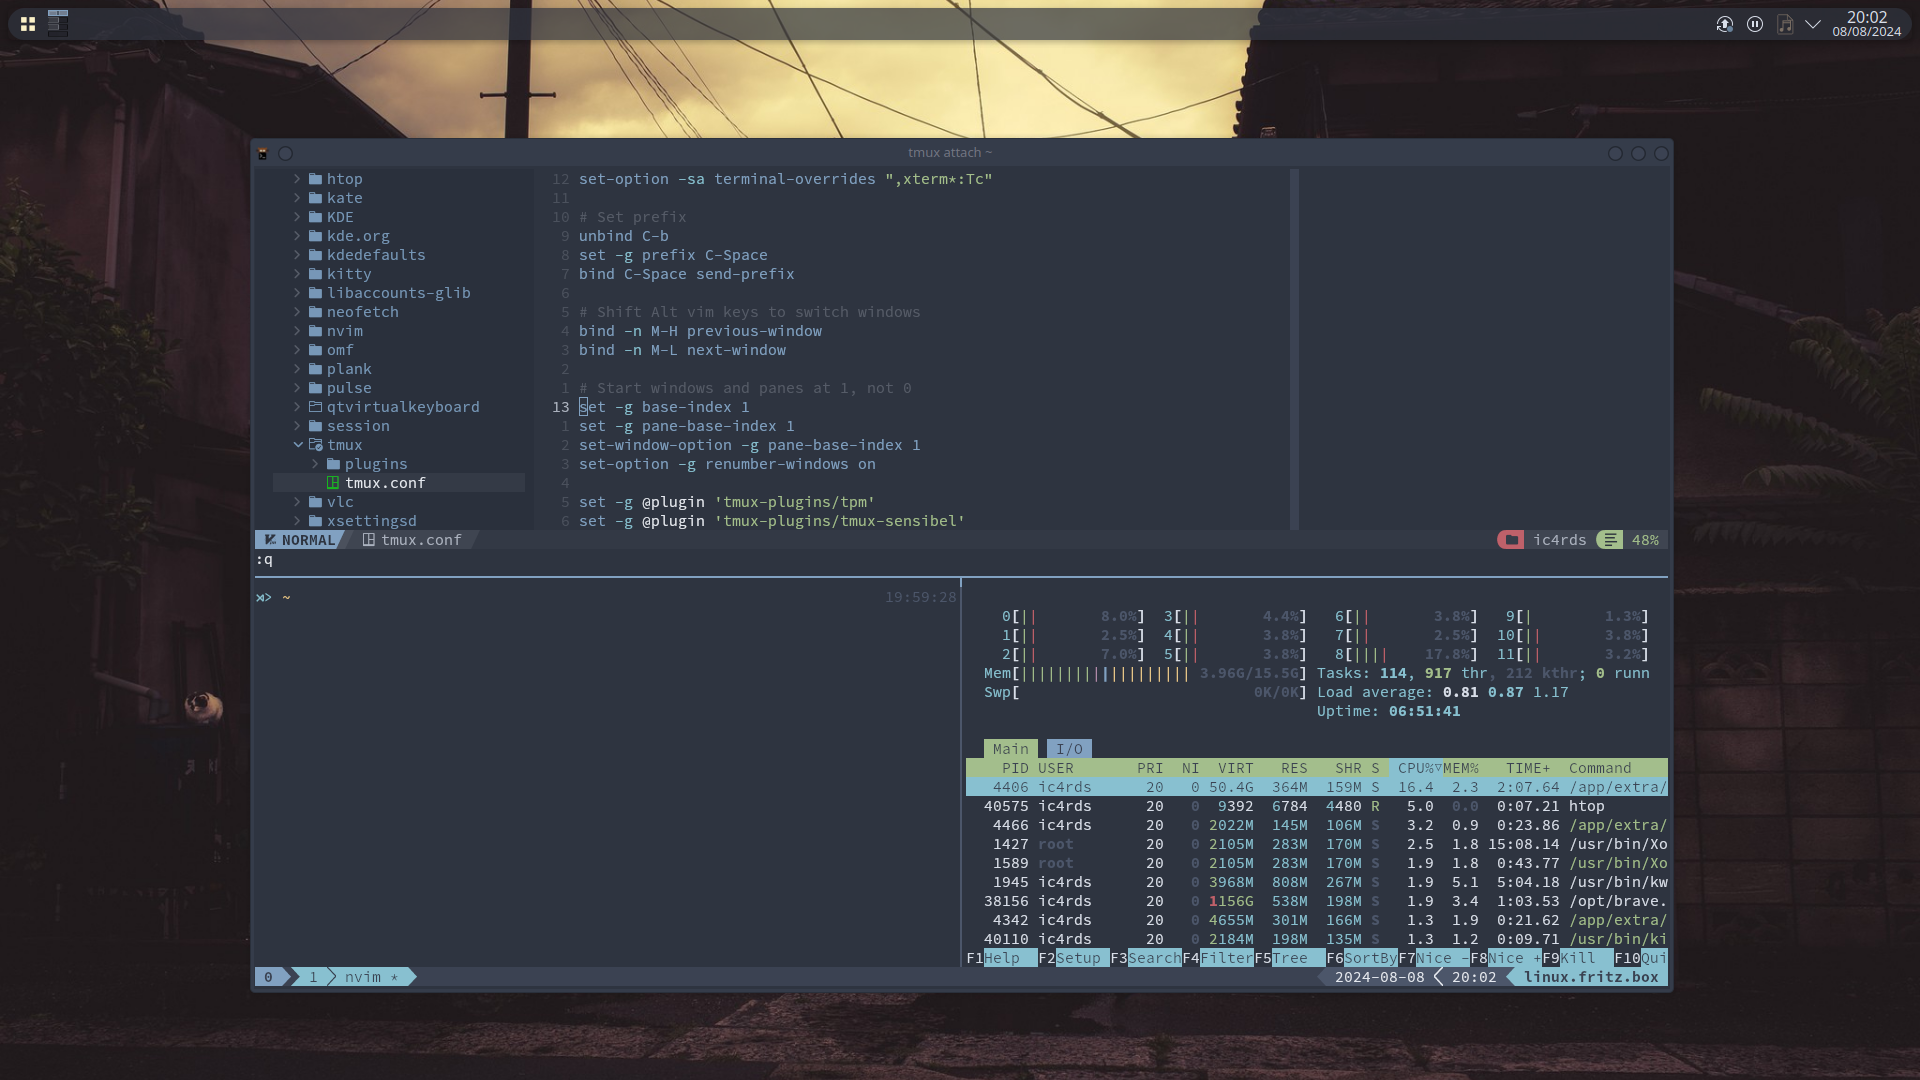 20:02
08/08/2024
tmux attach ~
htop
kate
KDE
kde.org
kdedefaults
kitty
libaccounts-glib
neofetch
nvim
omf
plank
pulse
qtvirtualkeyboard
session
tmux
plugins
tmux.conf
vlc
xsettingsd
12 set-option -sa terminal-overrides ",xterm*:Tc"
11
10 # Set prefix
9 unbind C-b
8 set -g prefix C-Space
7 bind C-Space send-prefix
6
5 # Shift Alt vim keys to switch windows
4 bind -n M-H previous-window
3 bind -n M-L next-window
2
1 # Start windows and panes at 1, not 0
13 set -g base-index 1
1 set -g pane-base-index 1
2 set-window-option -g pane-base-index 1
3 set-option -g renumber-windows on
4
5 set -g @plugin 'tmux-plugins/tpm'
6 set -g @plugin 'tmux-plugins/tmux-sensibel'
NORMAL tmux.conf ic4rds 48%
:q
~ 19:59:28
0[|| 8.0%] 3[|| 4.4%] 6[|| 3.8%] 9[| 1.3%]
1[|| 2.5%] 4[|| 3.8%] 7[|| 2.5%] 10[|| 3.8%]
2[|| 7.0%] 5[|| 3.8%] 8[|||| 17.8%] 11[|| 3.2%]
Mem[||||||||||||||||||| 3.96G/15.5G] Tasks: 114, 917 thr, 212 kthr; 0 runn
Swp[ 0K/0K] Load average: 0.81 0.87 1.17
Uptime: 06:51:41
Main I/O
PID USER PRI NI VIRT RES SHR S CPU%▽MEM% TIME+ Command
4406 ic4rds 20 0 50.4G 364M 159M S 16.4 2.3 2:07.64 /app/extra/
40575 ic4rds 20 0 9392 6784 4480 R 5.0 0.0 0:07.21 htop
4466 ic4rds 20 0 2022M 145M 106M S 3.2 0.9 0:23.86 /app/extra/
1427 root 20 0 2105M 283M 170M S 2.5 1.8 15:08.14 /usr/bin/Xo
1589 root 20 0 2105M 283M 170M S 1.9 1.8 0:43.77 /usr/bin/Xo
1945 ic4rds 20 0 3968M 808M 267M S 1.9 5.1 5:04.18 /usr/bin/kw
38156 ic4rds 20 0 1156G 538M 198M S 1.9 3.4 1:03.53 /opt/brave.
4342 ic4rds 20 0 4655M 301M 166M S 1.3 1.9 0:21.62 /app/extra/
40110 ic4rds 20 0 2184M 198M 135M S 1.3 1.2 0:09.71 /usr/bin/ki
F1Help F2Setup F3SearchF4FilterF5Tree F6SortByF7Nice -F8Nice +F9Kill F10Qui
0 1 nvim * 2024-08-08 20:02 linux.fritz.box